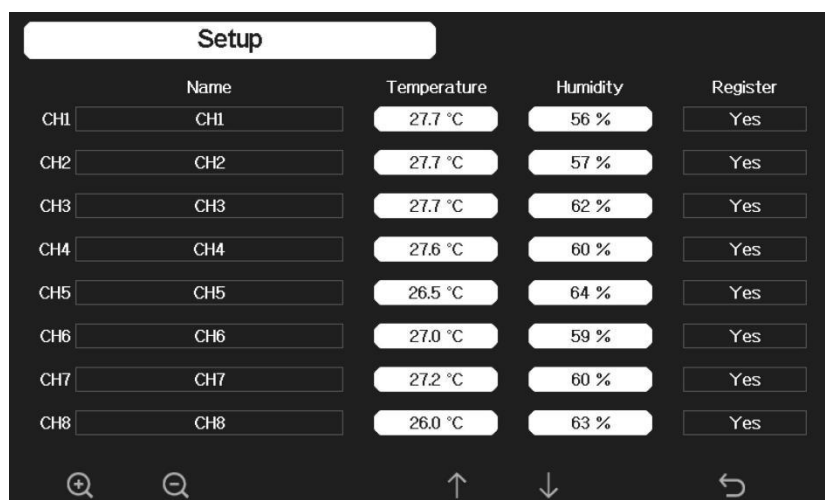 Setup
Name Temperature Humidity Register
CH1 CH1 27.7 °C 56 % Yes
CH2 CH2 27.7 °C 57 % Yes
CH3 CH3 27.7 °C 62 % Yes
CH4 CH4 27.6 °C 60 % Yes
CH5 CH5 26.5 °C 64 % Yes
CH6 CH6 27.0 °C 59 % Yes
CH7 CH7 27.2 °C 60 % Yes
CH8 CH8 26.0 °C 63 % Yes